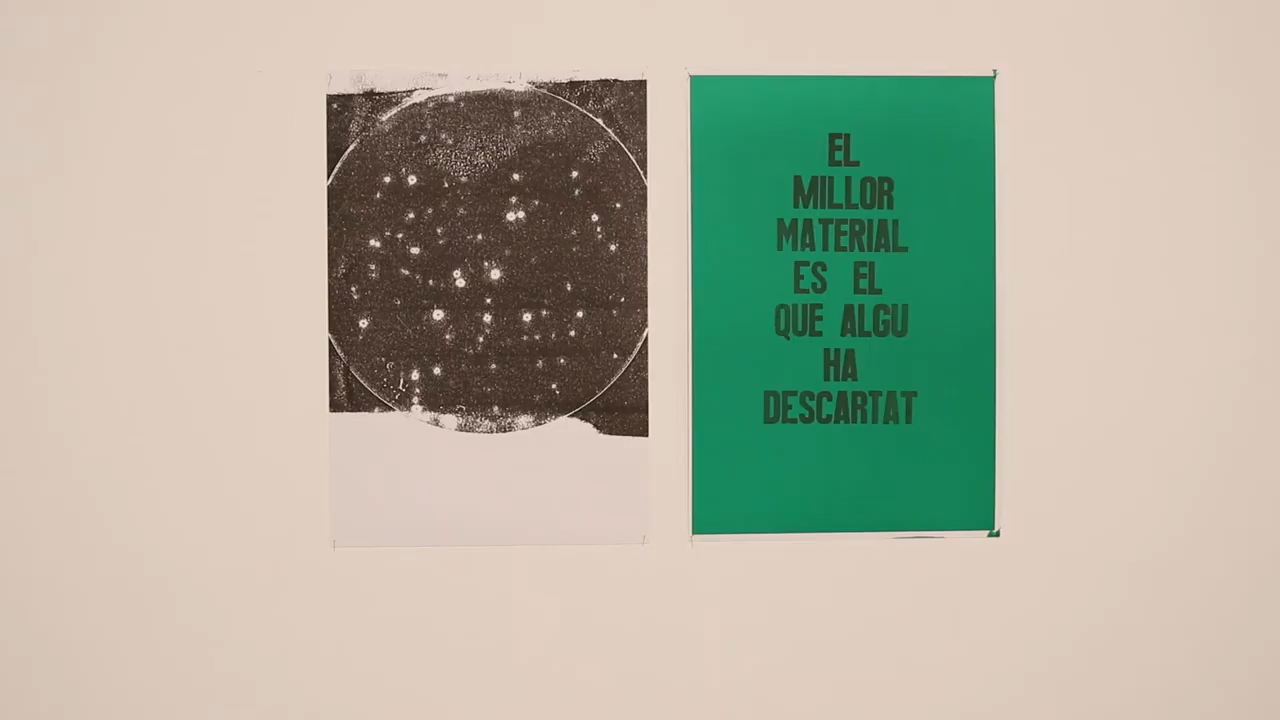 EL
MILLOR
MATERIAL
ES EL
QUE ALGU
HA
DESCARTAT